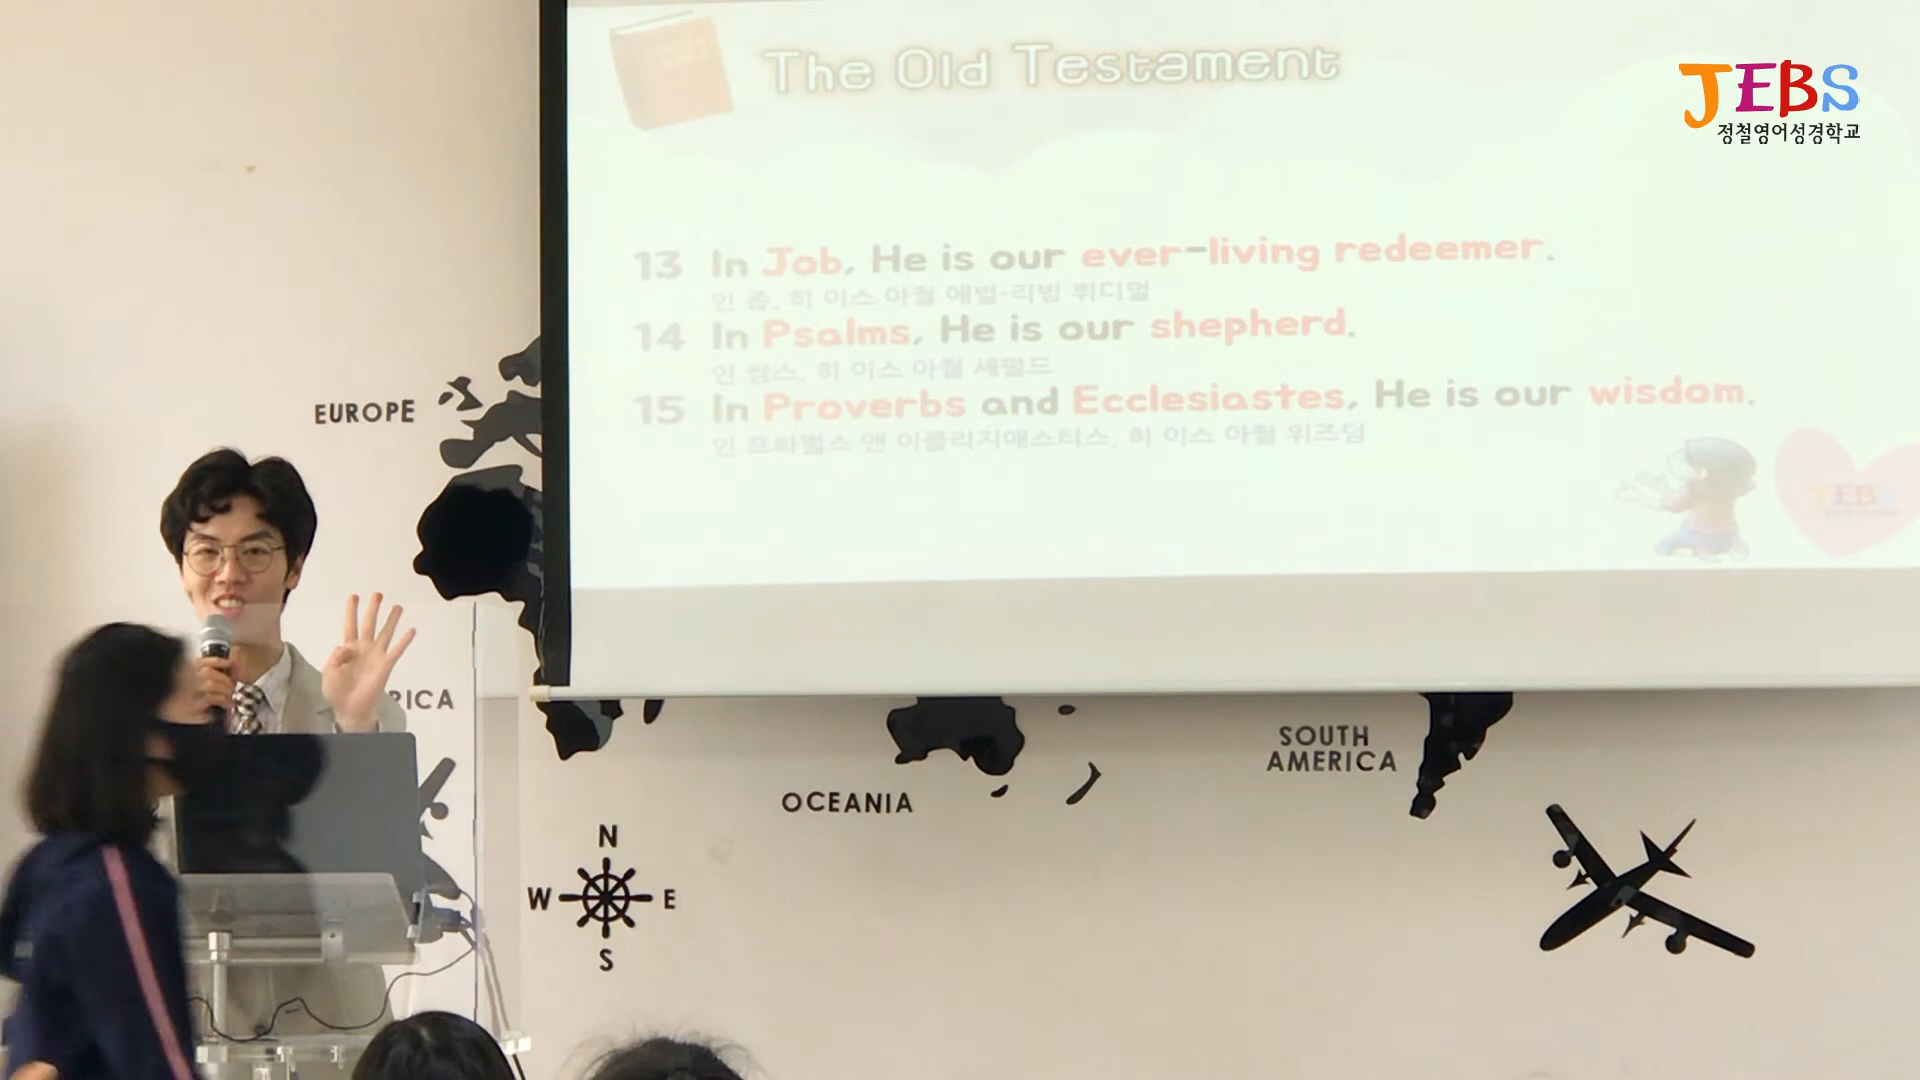 The Old Testament
JEBS
정철영어성경학교
13 In Job, He is our ever-living redeemer.
인 좁, 히 이스 아월 에벌-리빙 뤼디멀
14 In Psalms, He is our shepherd.
인 쌈스, 히 이스 아월 셰펄드
15 In Proverbs and Ecclesiastes, He is our wisdom.
인 프롸벌스 앤 이클리지애스티스, 히 이스 아월 위즈덤
JEBS
EUROPE
RICA
SOUTH
AMERICA
OCEANIA
N
W E
S